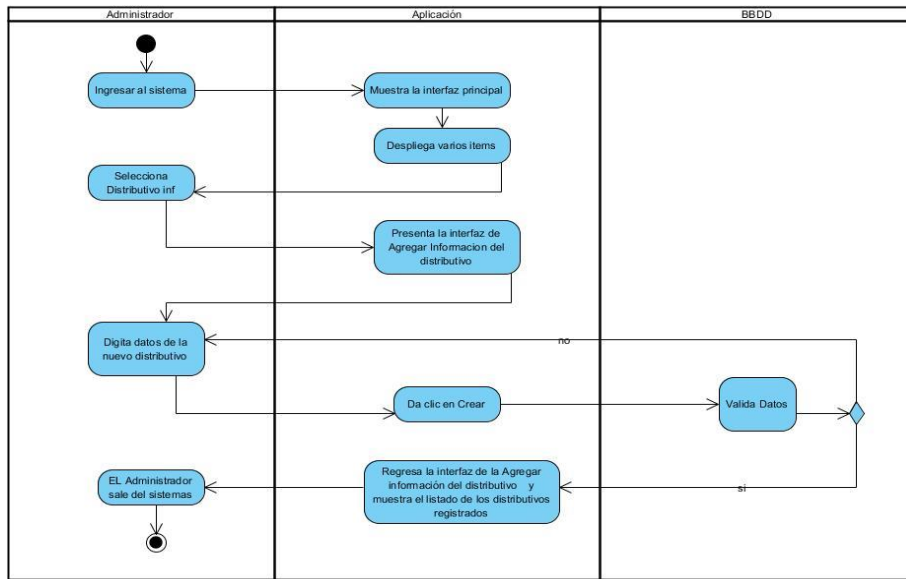 Administrador
Aplicación
BBDD
Ingresar al sistema
Muestra la interfaz principal
Despliega varios items
Selecciona
Distributivo inf
Presenta la interfaz de
Agregar Informacion del
distributivo
Digita datos de la
nuevo distributivo
no
Da clic en Crear
Valida Datos
EL Administrador
sale del sistemas
Regresa la interfaz de la Agregar
información del distributivo y
muestra el listado de los distributivos
registrados
sí